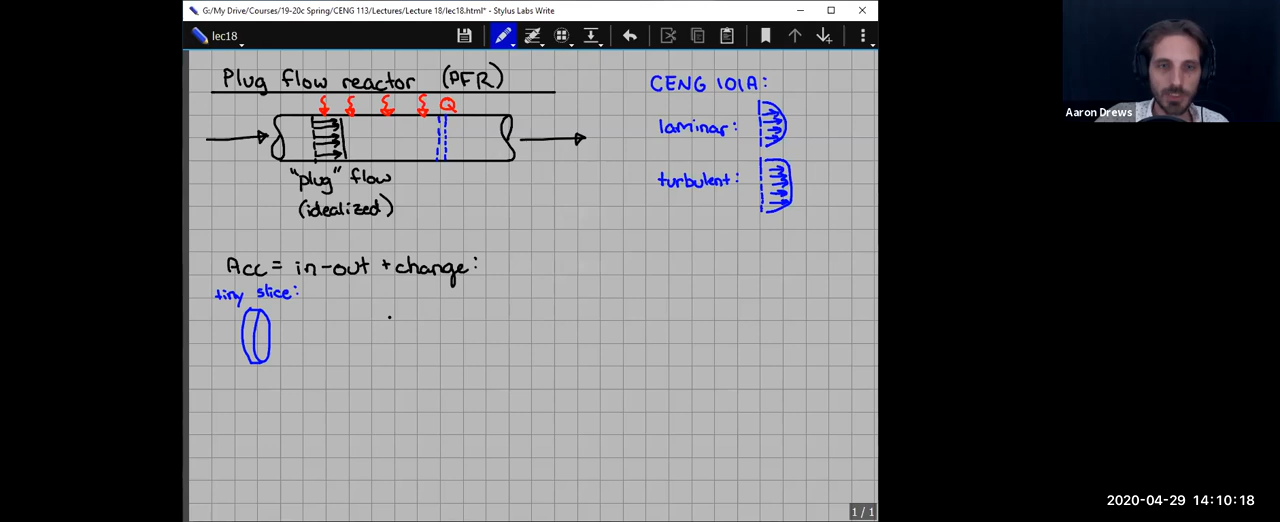 G:/My Drive/Courses/19-20c Spring/CENG 113/Lectures/Lecture 18/lec18.html* - Stylus Labs Write
lec18
Plug flow reactor (PFR)
Q
"plug" flow
(idealized)
CENG 101A:
laminar:
turbulent:
Acc = in-out + change:
tiny slice:
1 / 1
Aaron Drews
2020-04-29 14:10:18